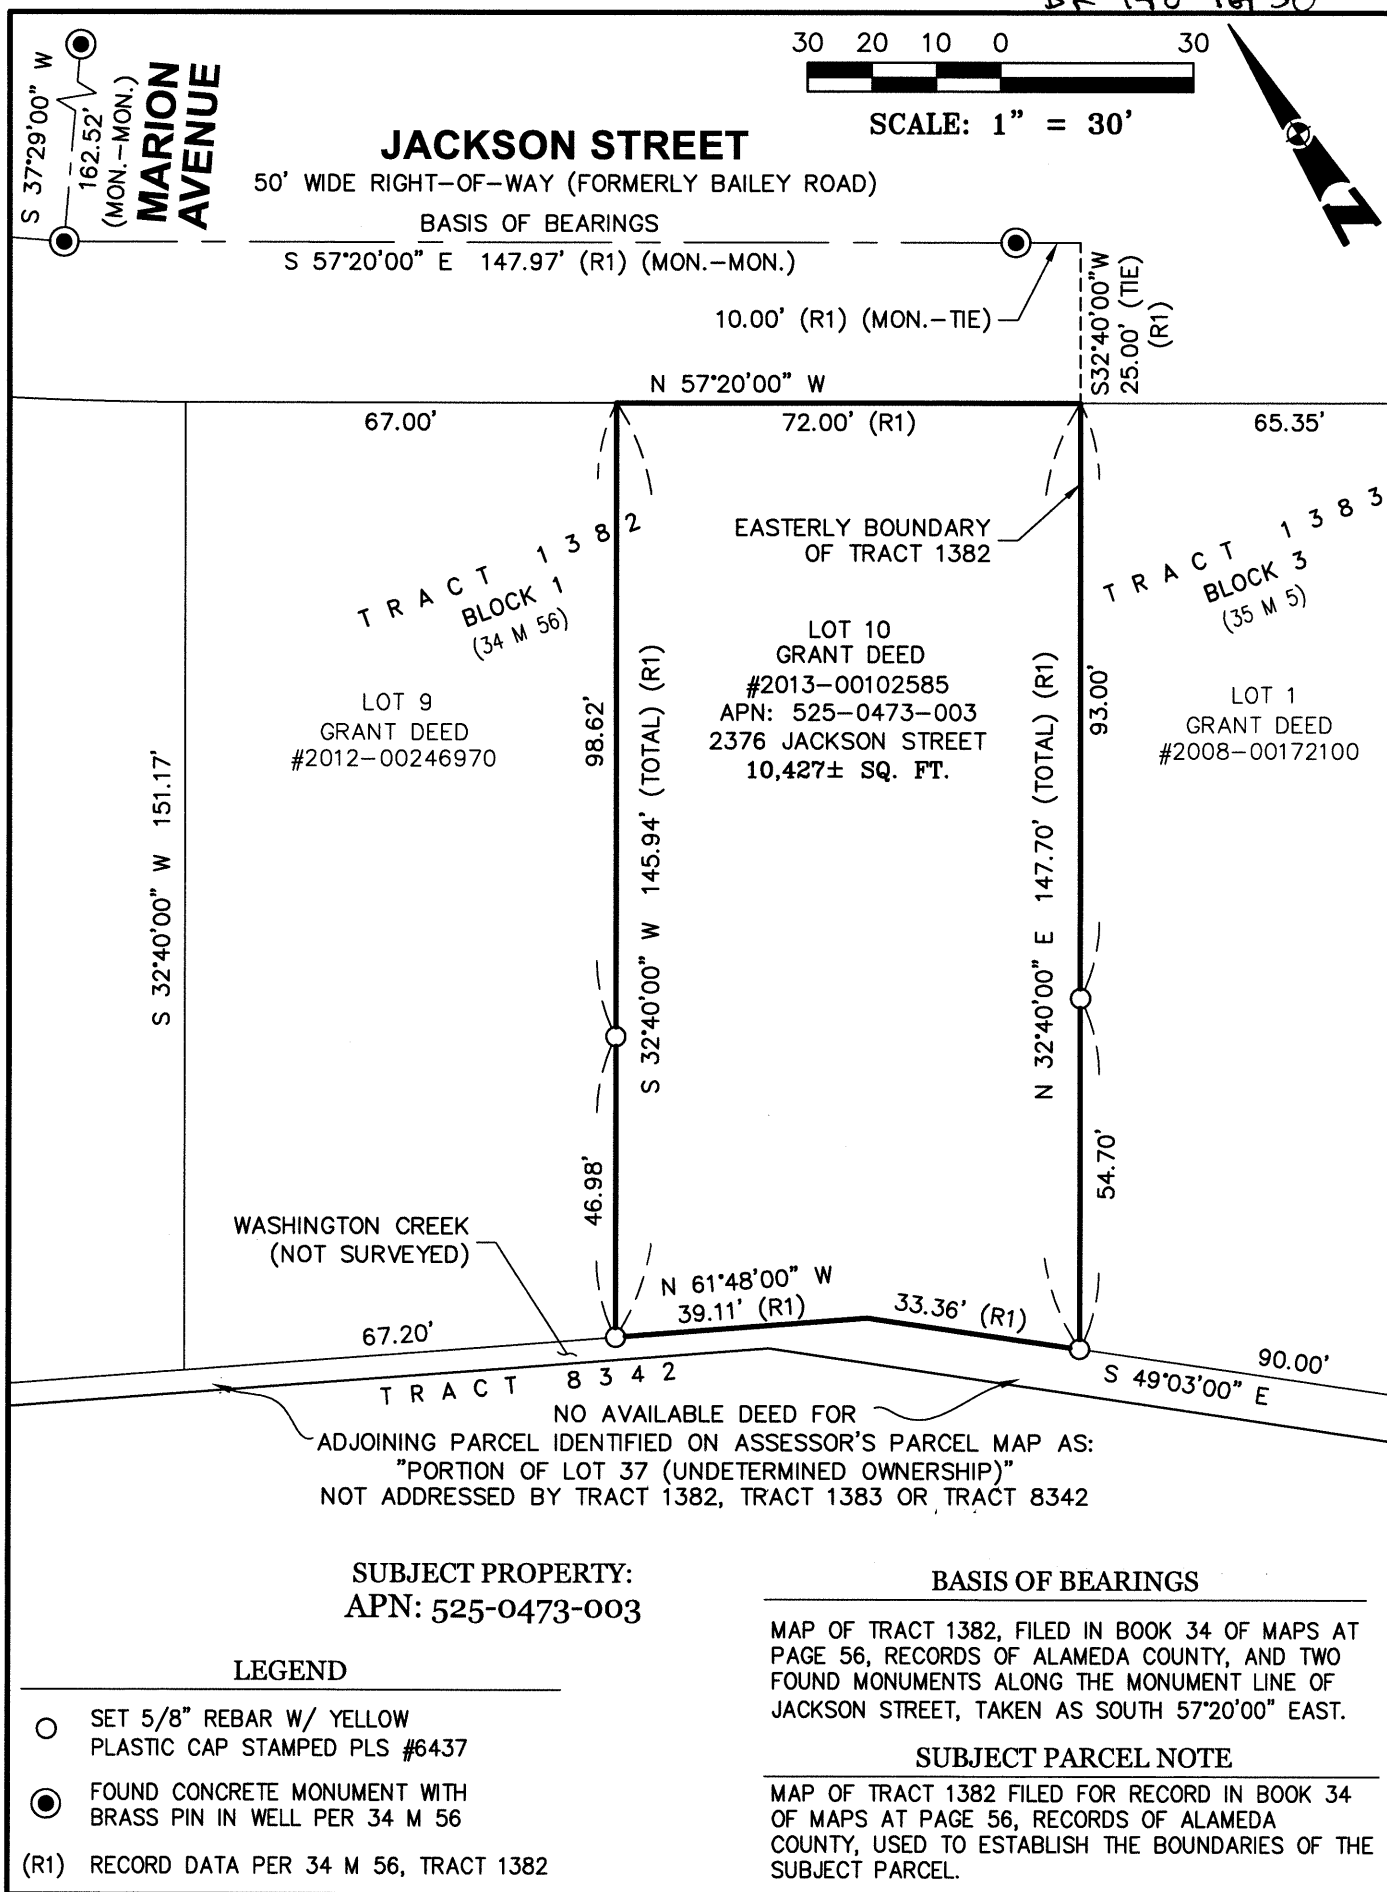 30 20 10 0 30
SCALE: 1” = 30’
S 37°29'00" W
162.52'
(MON.-MON.)
MARION
AVENUE
JACKSON STREET
50' WIDE RIGHT-OF-WAY (FORMERLY BAILEY ROAD)
BASIS OF BEARINGS
S 57°20'00" E 147.97' (R1) (MON.-MON.)
10.00' (R1) (MON.-TIE)
S32°40'00"W
25.00' (TIE)
(R1)
N
N 57°20'00" W
67.00'
72.00' (R1)
65.35'
EASTERLY BOUNDARY
OF TRACT 1382
TRACT 1382
BLOCK 1
(34 M 56)
TRACT 1383
BLOCK 3
(35 M 5)
LOT 9
GRANT DEED
#2012-00246970
LOT 10
GRANT DEED
#2013-00102585
APN: 525-0473-003
2376 JACKSON STREET
10,427± SQ. FT.
LOT 1
GRANT DEED
#2008-00172100
S 32°40'00" W 151.17'
98.62'
S 32°40'00" W 145.94' (TOTAL) (R1)
N 32°40'00" E 147.70' (TOTAL) (R1)
93.00'
46.98'
54.70'
WASHINGTON CREEK
(NOT SURVEYED)
67.20'
N 61°48'00" W
39.11' (R1)
33.36' (R1)
90.00'
S 49°03'00" E
TRACT 8342
NO AVAILABLE DEED FOR
ADJOINING PARCEL IDENTIFIED ON ASSESSOR'S PARCEL MAP AS:
"PORTION OF LOT 37 (UNDETERMINED OWNERSHIP)"
NOT ADDRESSED BY TRACT 1382, TRACT 1383 OR TRACT 8342
SUBJECT PROPERTY:
APN: 525-0473-003
LEGEND
SET 5/8" REBAR W/ YELLOW
PLASTIC CAP STAMPED PLS #6437
FOUND CONCRETE MONUMENT WITH
BRASS PIN IN WELL PER 34 M 56
(R1) RECORD DATA PER 34 M 56, TRACT 1382
BASIS OF BEARINGS
MAP OF TRACT 1382, FILED IN BOOK 34 OF MAPS AT
PAGE 56, RECORDS OF ALAMEDA COUNTY, AND TWO
FOUND MONUMENTS ALONG THE MONUMENT LINE OF
JACKSON STREET, TAKEN AS SOUTH 57°20'00" EAST.
SUBJECT PARCEL NOTE
MAP OF TRACT 1382 FILED FOR RECORD IN BOOK 34
OF MAPS AT PAGE 56, RECORDS OF ALAMEDA
COUNTY, USED TO ESTABLISH THE BOUNDARIES OF THE
SUBJECT PARCEL.